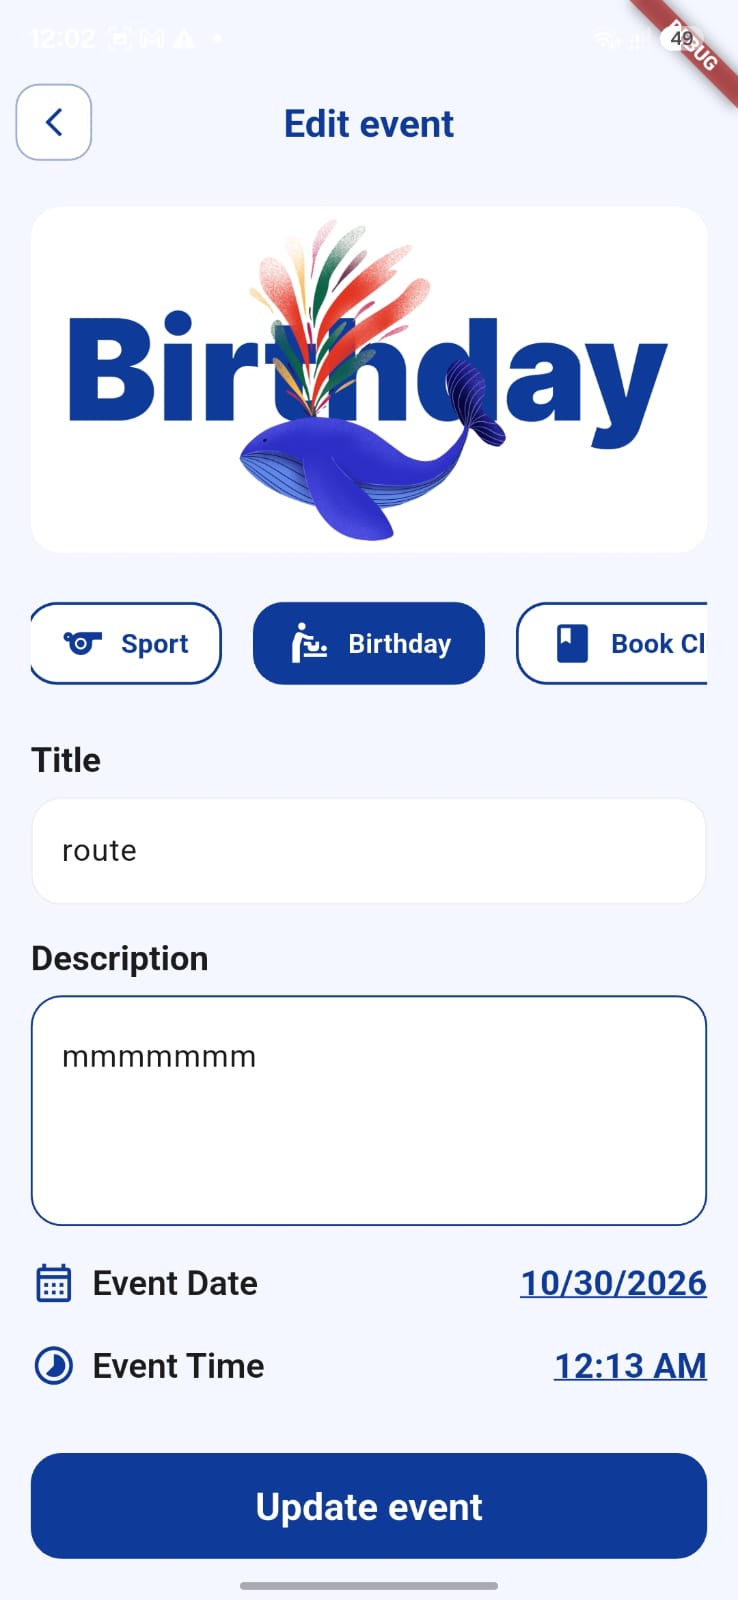 12:02
49
DEBUG
Edit event
Birthday
Sport
Birthday
Book Cl
Title
route
Description
mmmmmmm
Event Date
10/30/2026
Event Time
12:13 AM
Update event